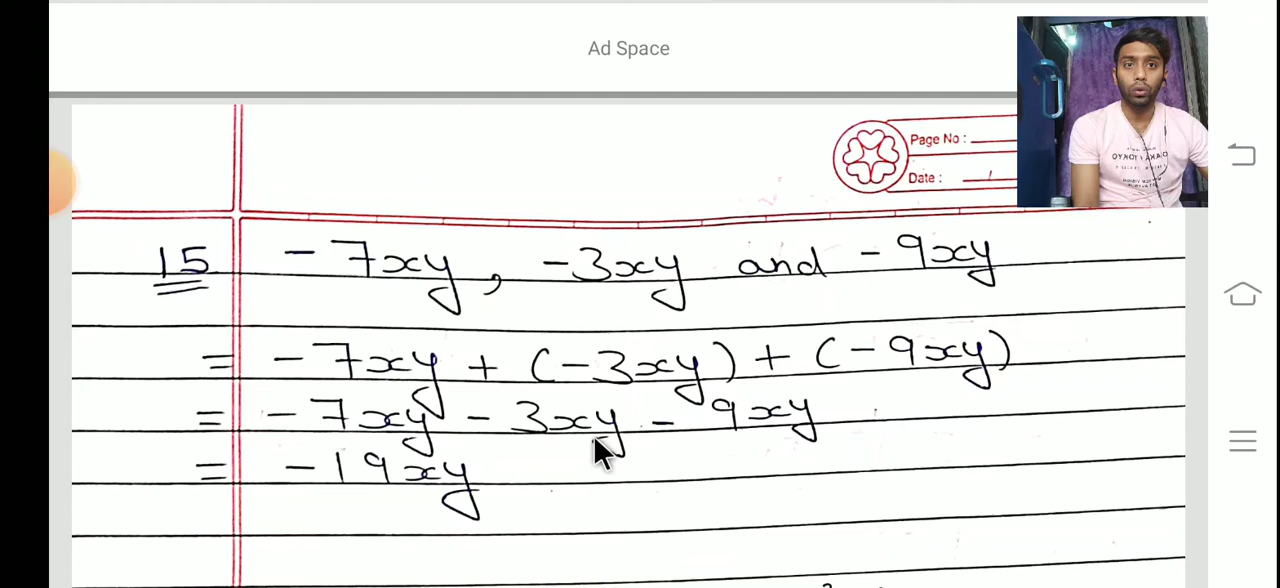 Ad Space
Page No :
Date : /
15 -7xy, -3xy and -9xy
= -7xy + (-3xy) + (-9xy)
= -7xy - 3xy - 9xy
= -19xy